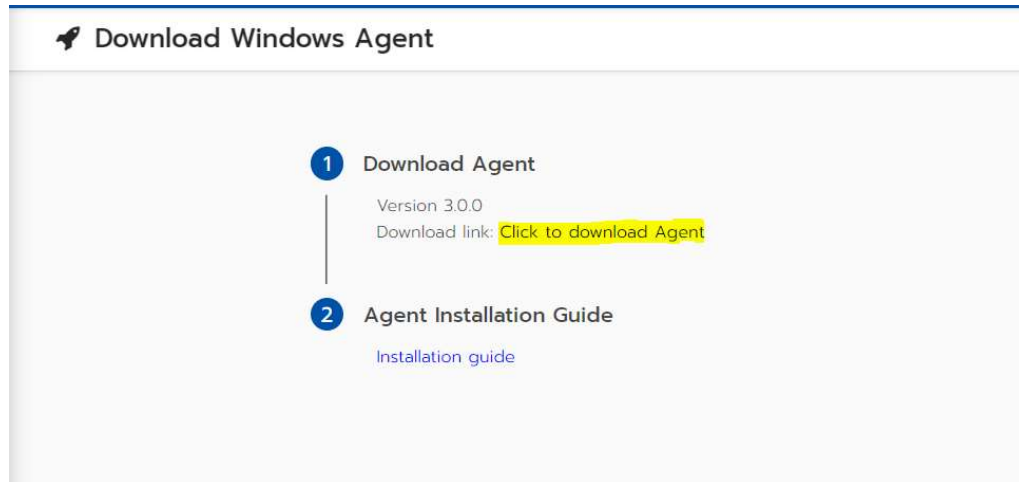 Download Windows Agent
1 Download Agent
Version 3.0.0
Download link: Click to download Agent
2 Agent Installation Guide
Installation guide